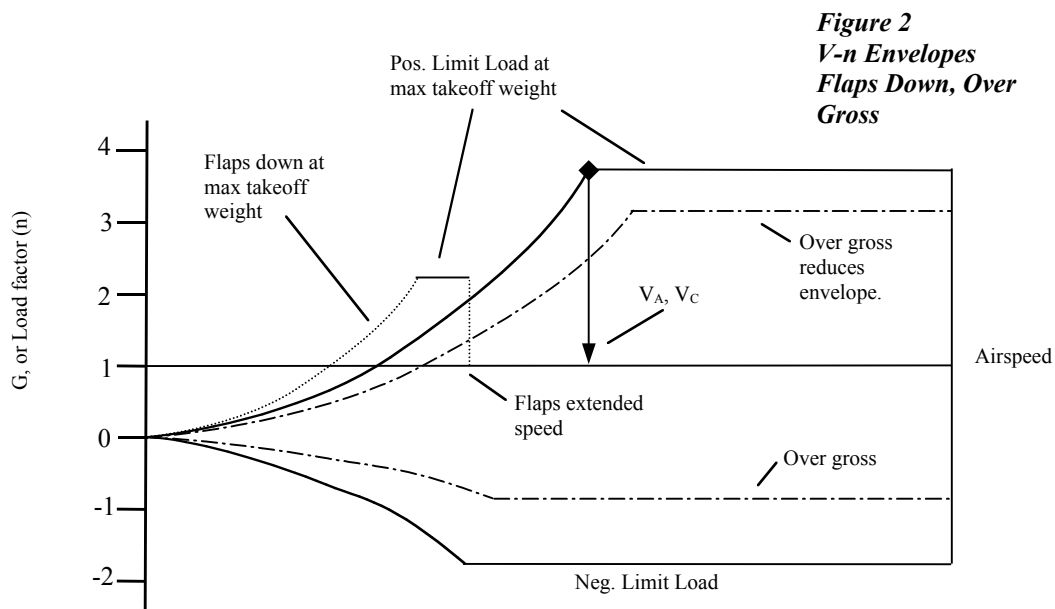 Figure 2
V-n Envelopes
Flaps Down, Over
Gross
Pos. Limit Load at
max takeoff weight
Flaps down at
max takeoff
weight
G, or Load factor (n)
4
3
2
1
0
-1
-2
Over gross
reduces
envelope.
VA, VC
Airspeed
Flaps extended
speed
Over gross
Neg. Limit Load